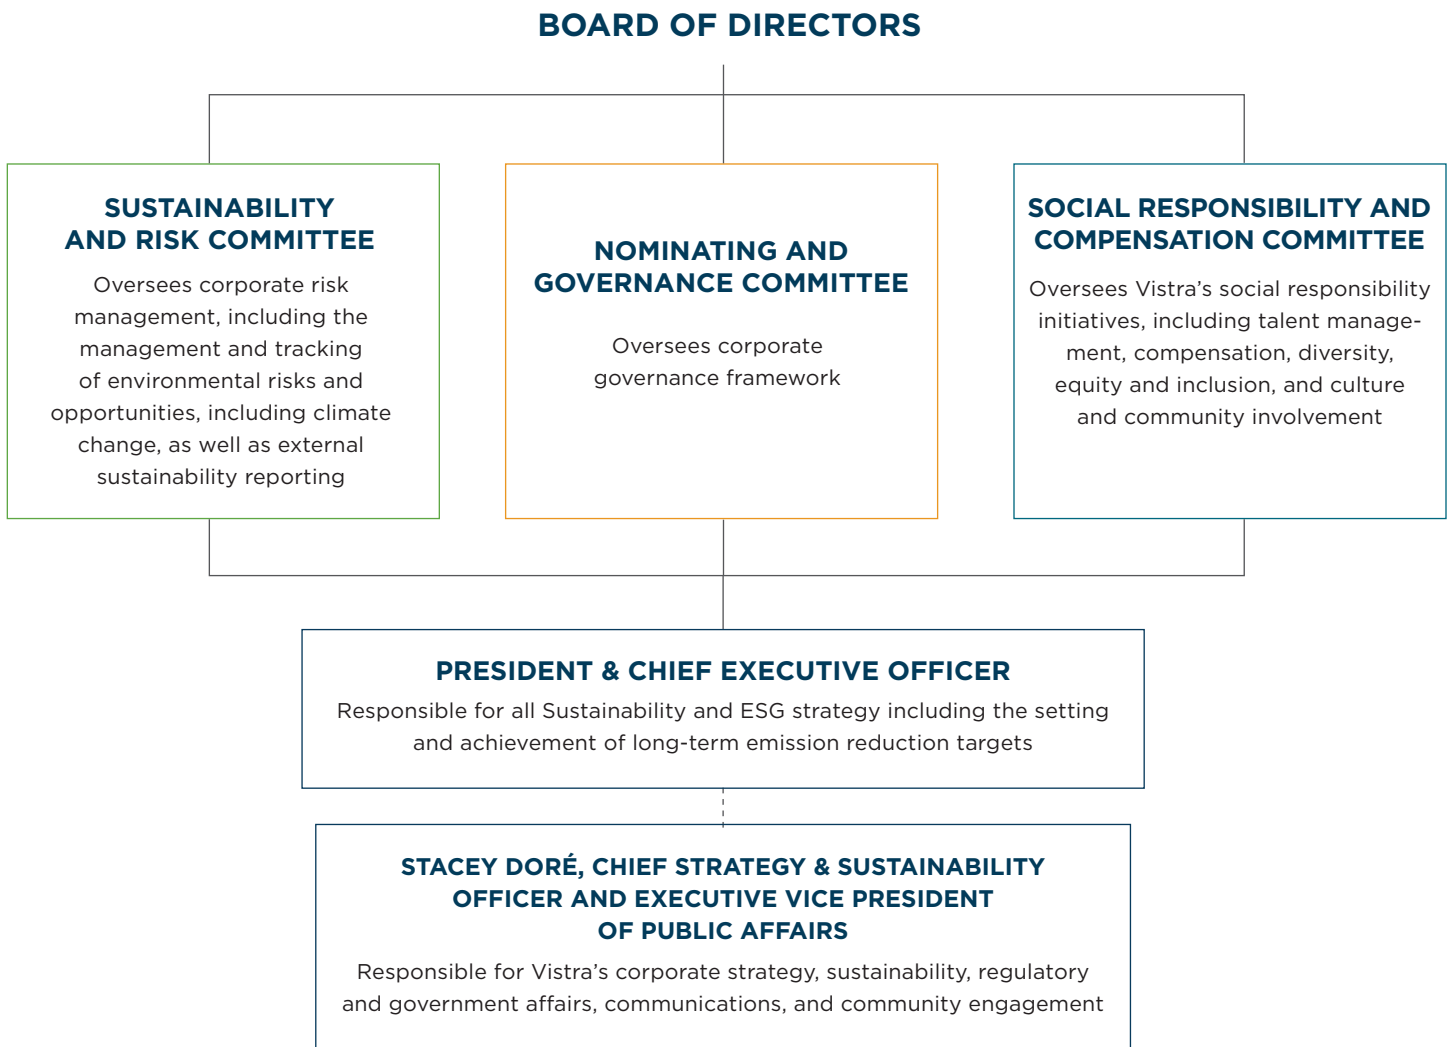 BOARD OF DIRECTORS
SUSTAINABILITY
AND RISK COMMITTEE
Oversees corporate risk
management, including the
management and tracking
of environmental risks and
opportunities, including climate
change, as well as external
sustainability reporting
NOMINATING AND
GOVERNANCE COMMITTEE
Oversees corporate
governance framework
SOCIAL RESPONSIBILITY AND
COMPENSATION COMMITTEE
Oversees Vistra’s social responsibility
initiatives, including talent manage-
ment, compensation, diversity,
equity and inclusion, and culture
and community involvement
PRESIDENT & CHIEF EXECUTIVE OFFICER
Responsible for all Sustainability and ESG strategy including the setting
and achievement of long-term emission reduction targets
STACEY DORÉ, CHIEF STRATEGY & SUSTAINABILITY
OFFICER AND EXECUTIVE VICE PRESIDENT
OF PUBLIC AFFAIRS
Responsible for Vistra’s corporate strategy, sustainability, regulatory
and government affairs, communications, and community engagement